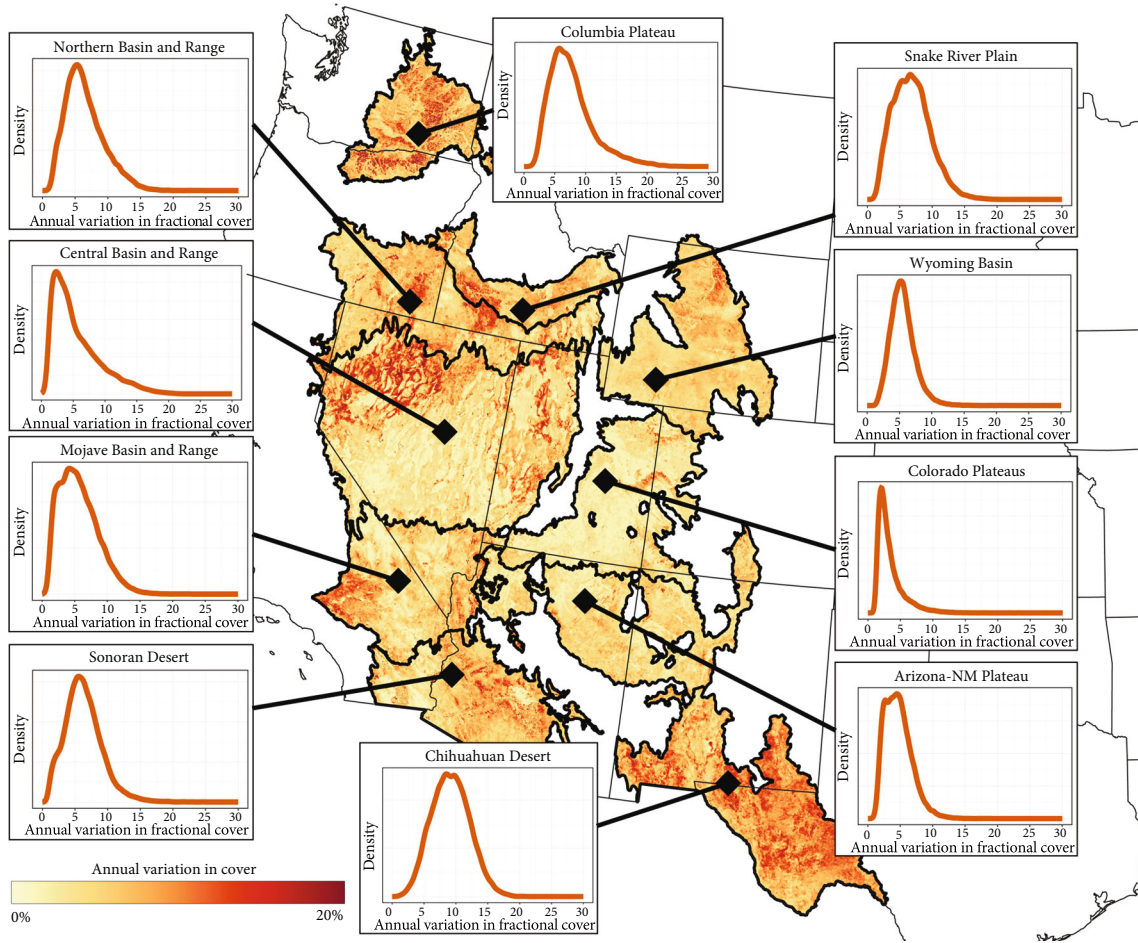 Northern Basin and Range
Density
0 5 10 15 20 25 30
Annual variation in fractional cover
Columbia Plateau
Density
0 5 10 15 20 25 30
Annual variation in fractional cover
Snake River Plain
Density
0 5 10 15 20 25 30
Annual variation in fractional cover
Central Basin and Range
Density
0 5 10 15 20 25 30
Annual variation in fractional cover
Wyoming Basin
Density
0 5 10 15 20 25 30
Annual variation in fractional cover
Mojave Basin and Range
Density
0 5 10 15 20 25 30
Annual variation in fractional cover
Colorado Plateaus
Density
0 5 10 15 20 25 30
Annual variation in fractional cover
Sonoran Desert
Density
0 5 10 15 20 25 30
Annual variation in fractional cover
Arizona-NM Plateau
Density
0 5 10 15 20 25 30
Annual variation in fractional cover
Chihuahuan Desert
Density
0 5 10 15 20 25 30
Annual variation in fractional cover
Annual variation in cover
0% 20%